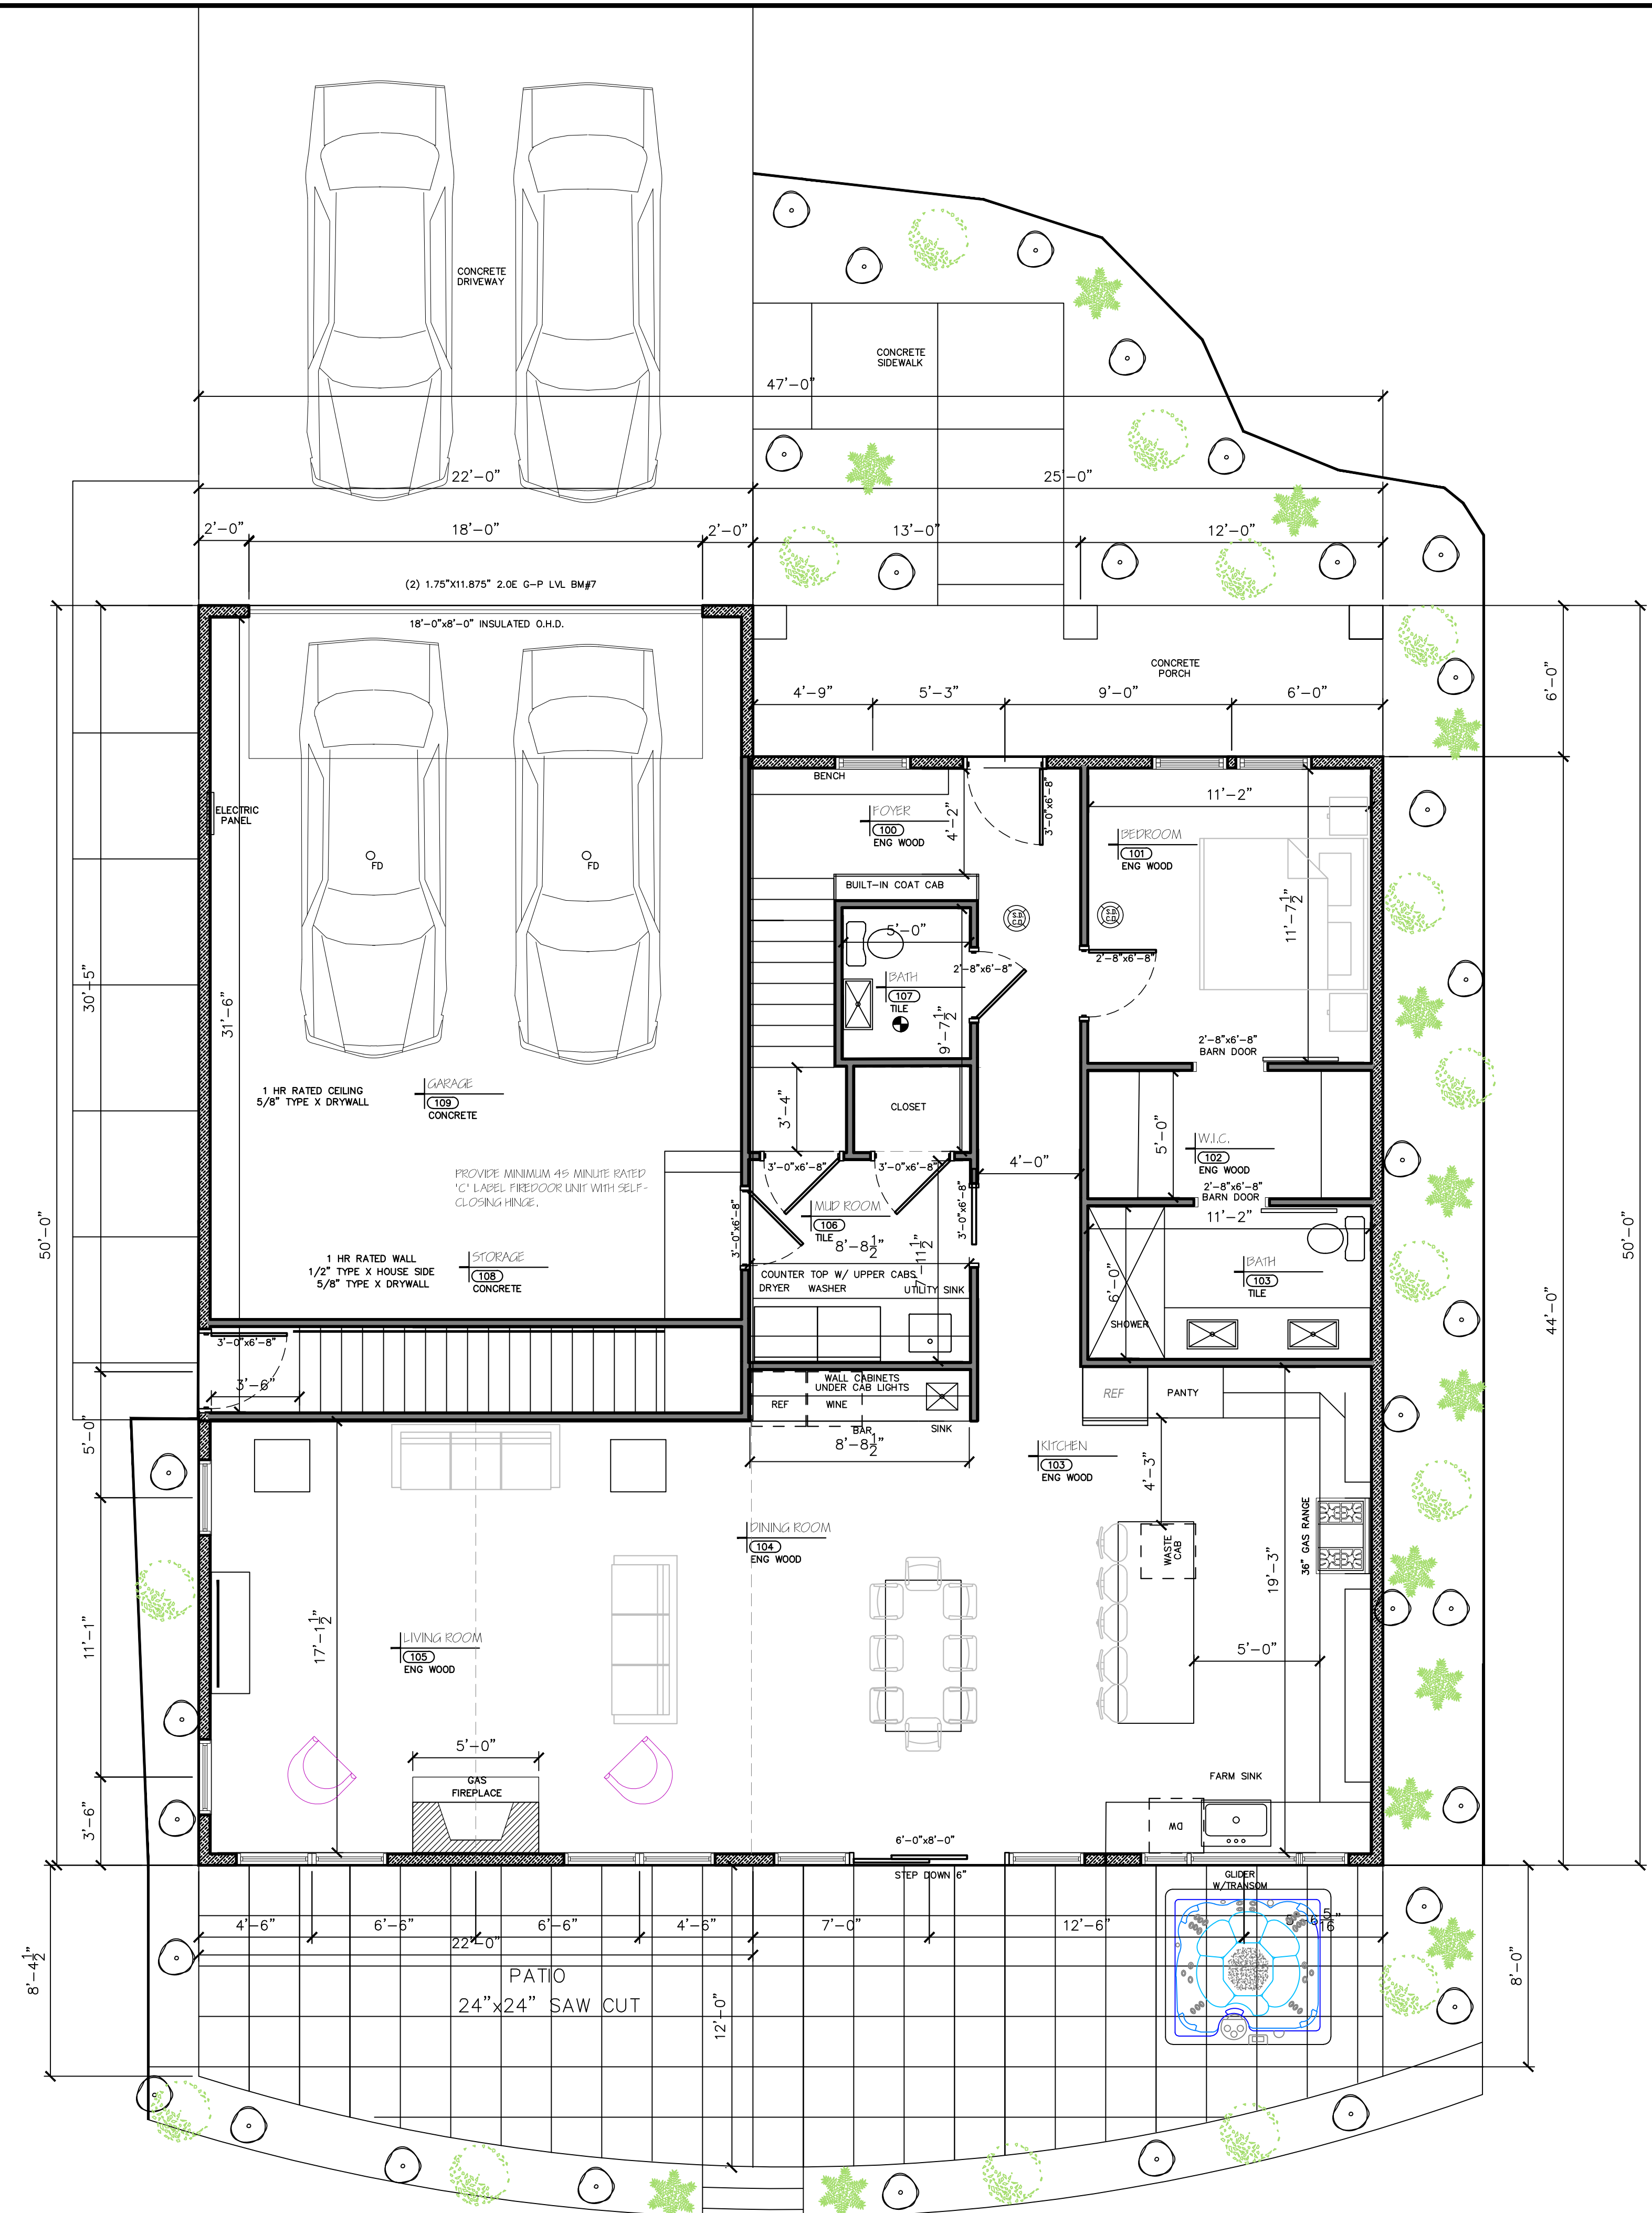 CONCRETE
DRIVEWAY
CONCRETE
SIDEWALK
47'-0"
22'-0"
25'-0"
2'-0"
18'-0"
2'-0"
13'-0"
12'-0"
(2) 1.75"X11.875" 2.0E G-P LVL BM#7
18'-0"x8'-0" INSULATED O.H.D.
CONCRETE
PORCH
6'-0"
4'-9"
5'-3"
9'-0"
6'-0"
BENCH
FOYER
100
ENG WOOD
4'-2"
3'-0"x6'-8"
11'-2"
BEDROOM
101
ENG WOOD
11'-7 1/2"
ELECTRIC
PANEL
FD
FD
BUILT-IN COAT CAB
S.D.
C.D.
S.D.
C.D.
5'-0"
2'-8"x6'-8"
2'-8"x6'-8"
BATH
107
TILE
9'-7 1/2"
30'-5"
31'-6"
2'-8"x6'-8"
BARN DOOR
1 HR RATED CEILING
5/8" TYPE X DRYWALL
GARAGE
109
CONCRETE
3'-4"
CLOSET
5'-0"
W.I.C.
102
ENG WOOD
2'-8"x6'-8"
BARN DOOR
11'-2"
3'-0"x6'-8"
3'-0"x6'-8"
4'-0"
PROVIDE MINIMUM 45 MINUTE RATED
'C' LABEL FIREDOOR UNIT WITH SELF-
CLOSING HINGE.
MUD ROOM
106
TILE
8'-8 1/2"
3'-0"x6'-8"
3'-0"x6'-8"
7'-11 1/2"
50'-0"
50'-0"
44'-0"
1 HR RATED WALL
1/2" TYPE X HOUSE SIDE
5/8" TYPE X DRYWALL
STORAGE
108
CONCRETE
COUNTER TOP W/ UPPER CABS.
DRYER
WASHER
UTILITY SINK
6'-0"
SHOWER
BATH
103
TILE
3'-0"x6'-8"
3'-6"
WALL CABINETS
UNDER CAB LIGHTS
REF
WINE
BAR
SINK
8'-8 1/2"
REF
PANTY
5'-0"
KITCHEN
103
ENG WOOD
4'-3"
DINING ROOM
104
ENG WOOD
WASTE
CAB
36" GAS RANGE
19'-3"
11'-1"
17'-1 1/2"
LIVING ROOM
105
ENG WOOD
5'-0"
5'-0"
GAS
FIREPLACE
FARM SINK
DW
3'-6"
6'-0"x8'-0"
STEP DOWN 6"
GLIDER
W/TRANSOM
4'-6"
6'-6"
6'-6"
4'-6"
7'-0"
12'-6"
22'-0"
8'-4 1/2"
8'-0"
PATIO
24"x24" SAW CUT
12'-0"